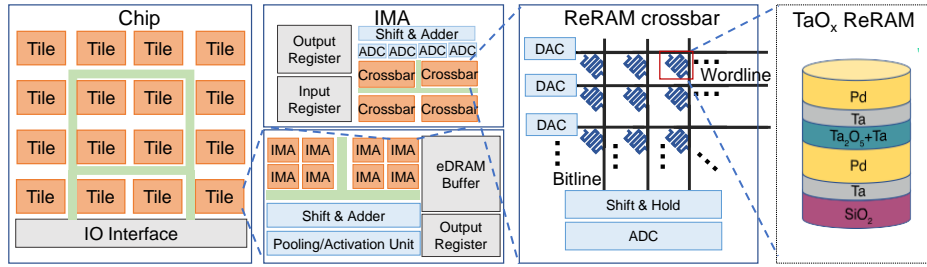 Chip
Tile Tile Tile Tile
Tile Tile Tile Tile
Tile Tile Tile Tile
Tile Tile Tile Tile
IO Interface
IMA
Output
Register
Input
Register
Shift & Adder
ADC ADC ADC ADC
Crossbar Crossbar
Crossbar Crossbar
IMA IMA IMA IMA
IMA IMA IMA IMA
eDRAM
Buffer
Shift & Adder
Pooling/Activation Unit
Output
Register
ReRAM crossbar
DAC
DAC
DAC
Wordline
Bitline
Shift & Hold
ADC
TaOₓ ReRAM
Pd
Ta
Ta₂O₅+Ta
Pd
Ta
SiO₂